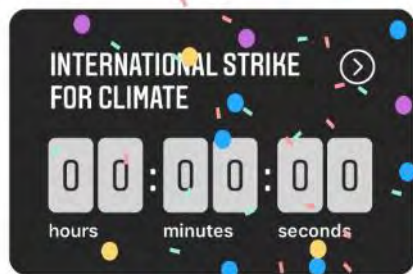 INTERNATIONAL STRIKE
FOR CLIMATE
00:00:00
hours minutes seconds